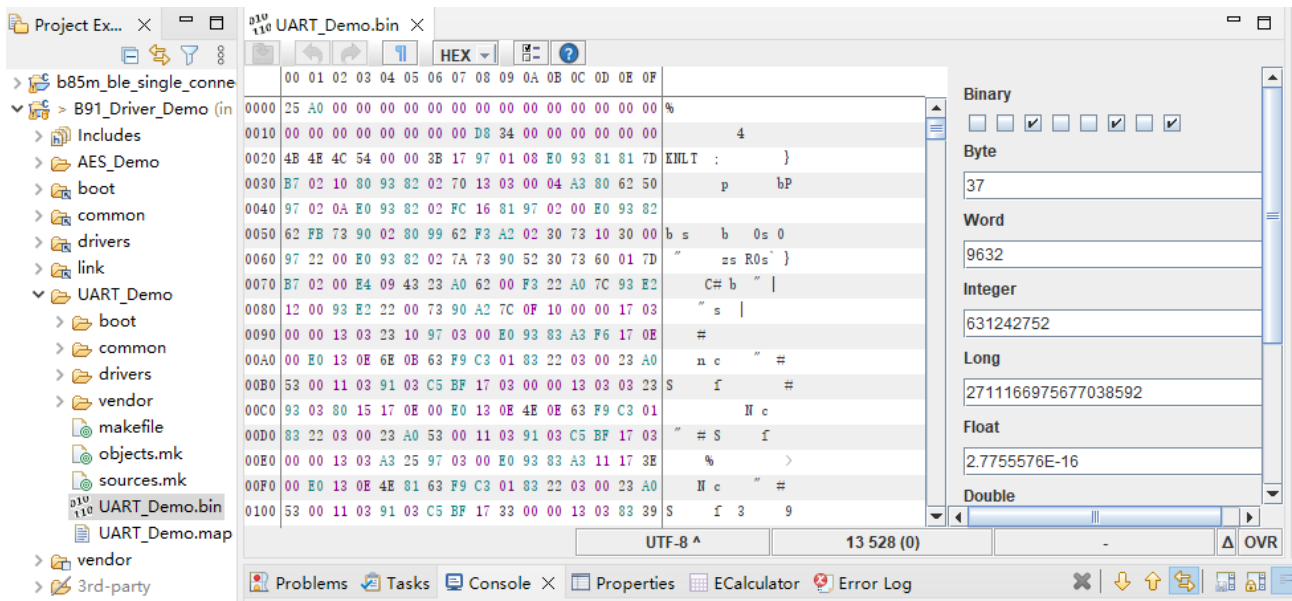 Project Ex...
UART_Demo.bin
HEX
b85m_ble_single_conne
B91_Driver_Demo (in
Includes
AES_Demo
boot
common
drivers
link
UART_Demo
boot
common
drivers
vendor
makefile
objects.mk
sources.mk
UART_Demo.bin
UART_Demo.map
vendor
3rd-party
00 01 02 03 04 05 06 07 08 09 0A 0B 0C 0D 0E 0F
0000 25 A0 00 00 00 00 00 00 00 00 00 00 00 00 00 00 %
0010 00 00 00 00 00 00 00 00 D8 34 00 00 00 00 00 00 4
0020 4B 4E 4C 54 00 00 3B 17 97 01 08 E0 93 81 81 7D KNLT ; }
0030 B7 02 10 80 93 82 02 70 13 03 00 04 A3 80 62 50 p bP
0040 97 02 0A E0 93 82 02 FC 16 81 97 02 00 E0 93 82
0050 62 FB 73 90 02 80 99 62 F3 A2 02 30 73 10 30 00 b s b 0s 0
0060 97 22 00 E0 93 82 02 7A 73 90 52 30 73 60 01 7D " zs R0s` }
0070 B7 02 00 E4 09 43 23 A0 62 00 F3 22 A0 7C 93 E2 C# b " |
0080 12 00 93 E2 22 00 73 90 A2 7C 0F 10 00 00 17 03 " s |
0090 00 00 13 03 23 10 97 03 00 E0 93 83 A3 F6 17 0E #
00A0 00 E0 13 0E 6E 0B 63 F9 C3 01 83 22 03 00 23 A0 n c " #
00B0 53 00 11 03 91 03 C5 BF 17 03 00 00 13 03 03 23 S f #
00C0 93 03 80 15 17 0E 00 E0 13 0E 4E 0E 63 F9 C3 01 N c
00D0 83 22 03 00 23 A0 53 00 11 03 91 03 C5 BF 17 03 " # S f
00E0 00 00 13 03 A3 25 97 03 00 E0 93 83 A3 11 17 3E % >
00F0 00 E0 13 0E 4E 81 63 F9 C3 01 83 22 03 00 23 A0 N c " #
0100 53 00 11 03 91 03 C5 BF 17 33 00 00 13 03 83 39 S f 3 9
Binary
Byte
37
Word
9632
Integer
631242752
Long
2711166975677038592
Float
2.7755576E-16
Double
UTF-8 ^
13 528 (0)
-
Δ
OVR
Problems
Tasks
Console
Properties
ECalculator
Error Log